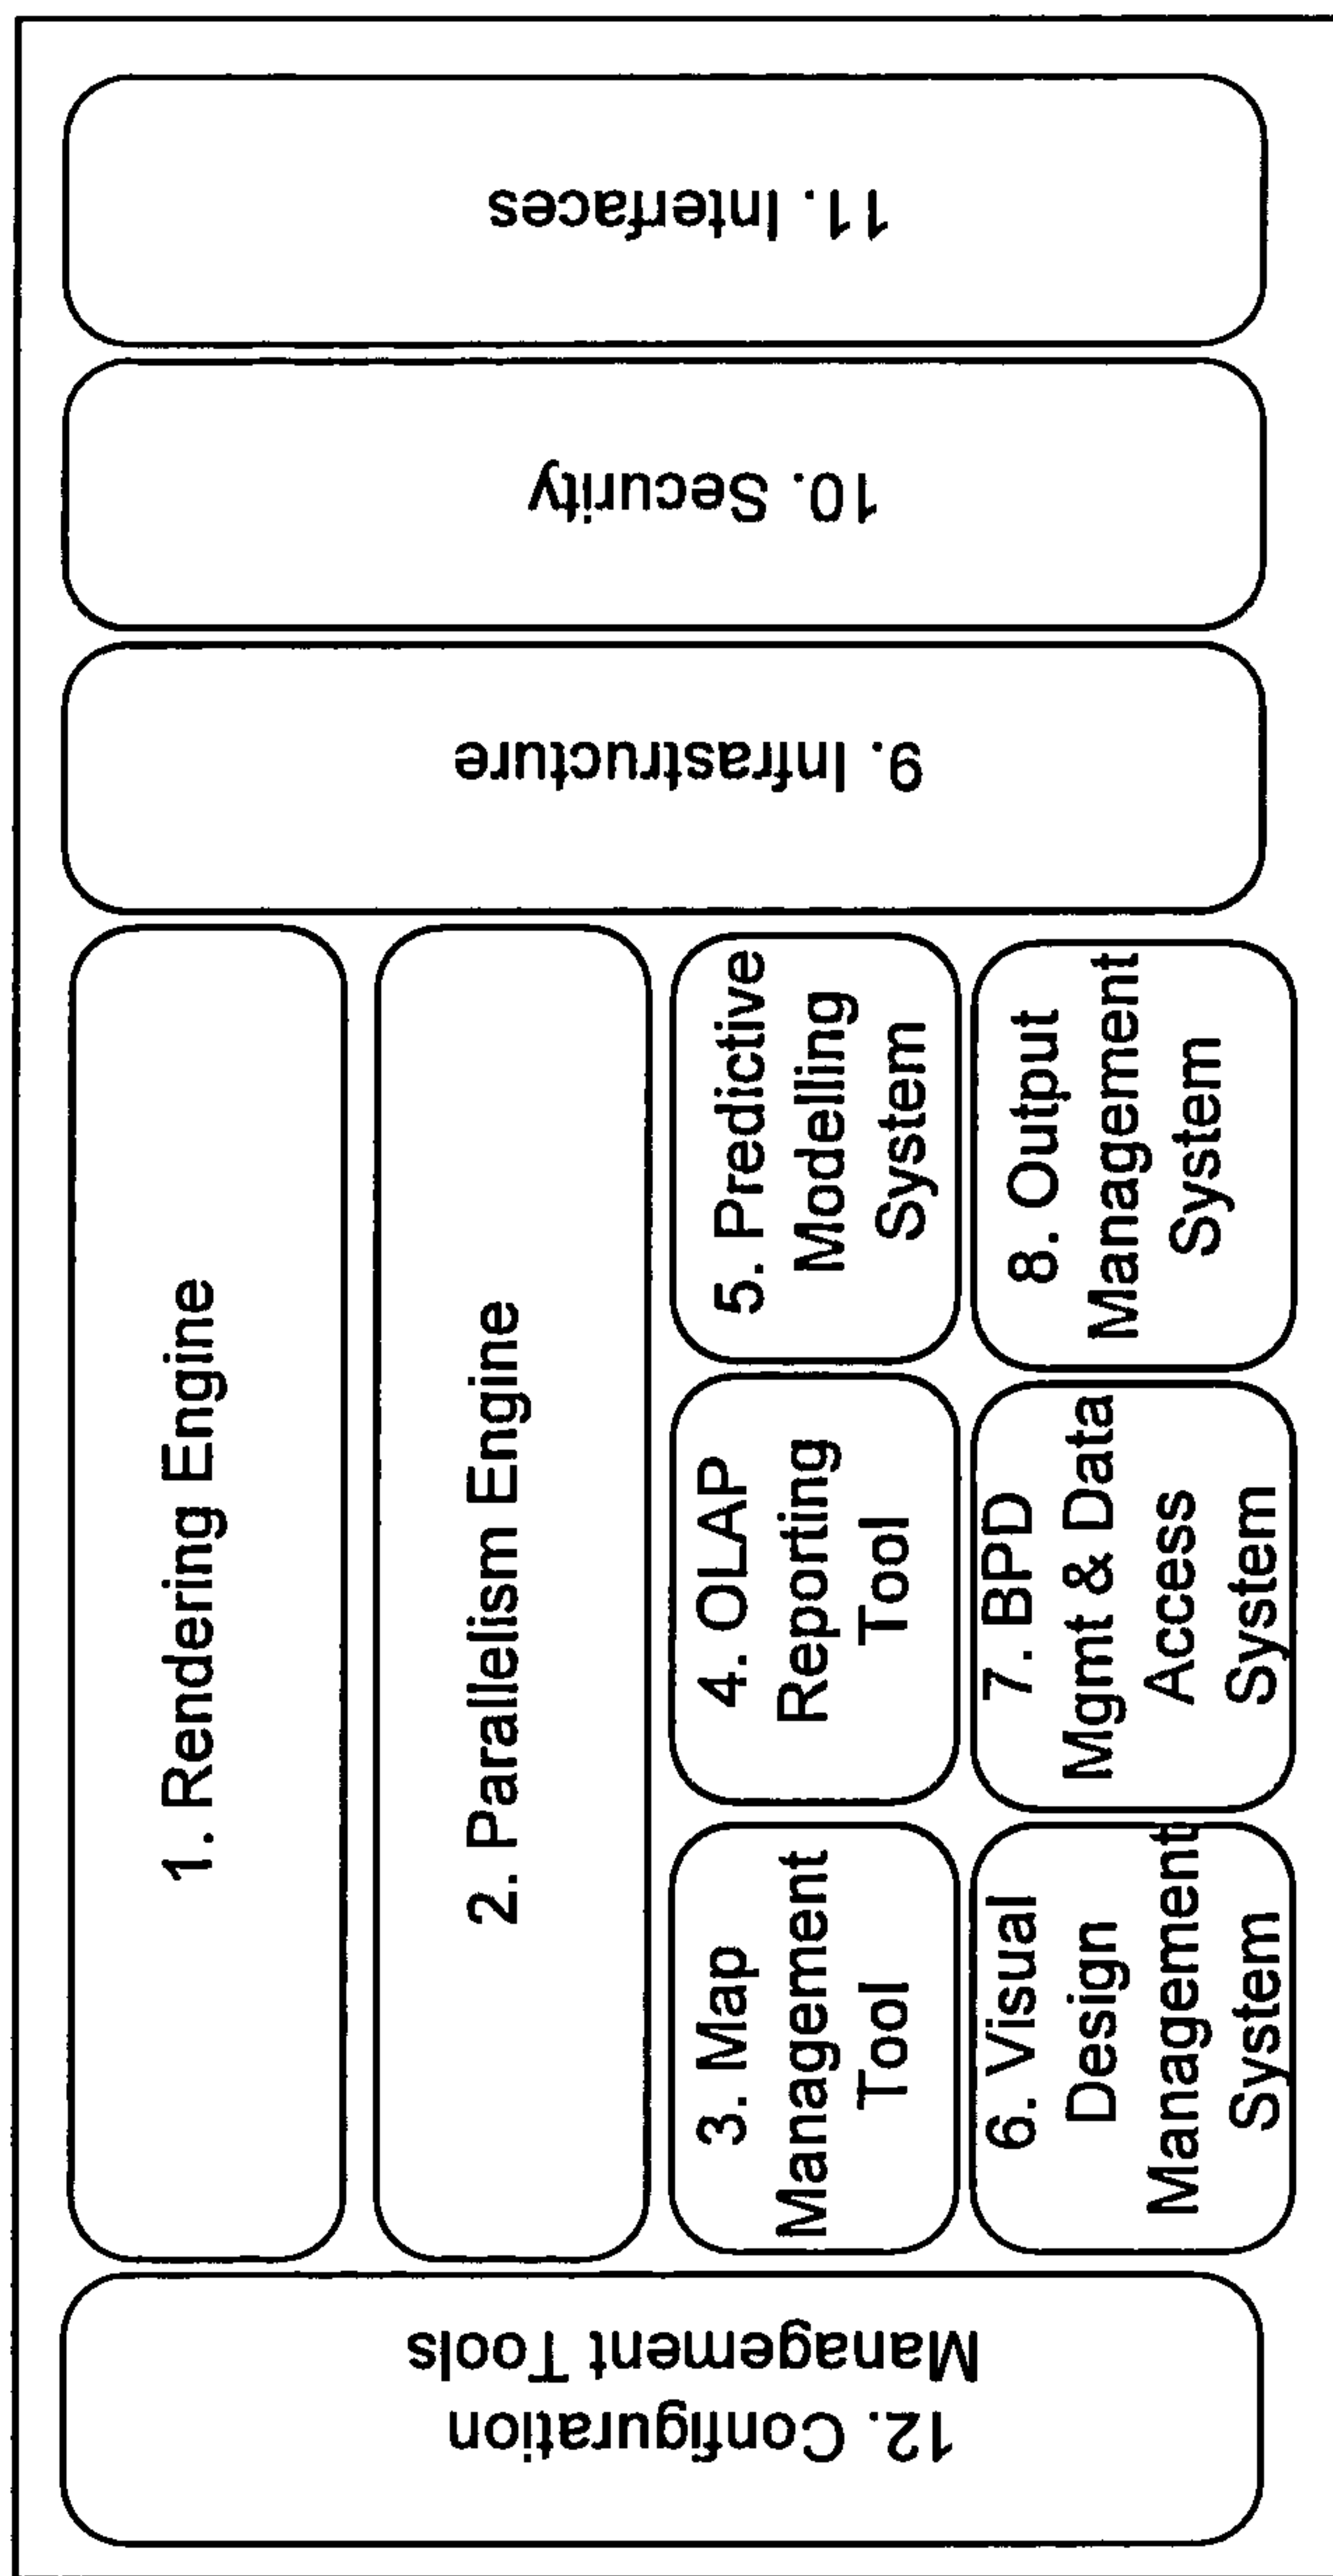 1. Rendering Engine
2. Parallelism Engine
3. Map
Management
Tool
4. OLAP
Reporting
Tool
5. Predictive
Modelling
System
6. Visual
Design
Management
System
7. BPD
Mgmt & Data
Access
System
8. Output
Management
System
9. Infrastructure
10. Security
11. Interfaces
12. Configuration
Management Tools